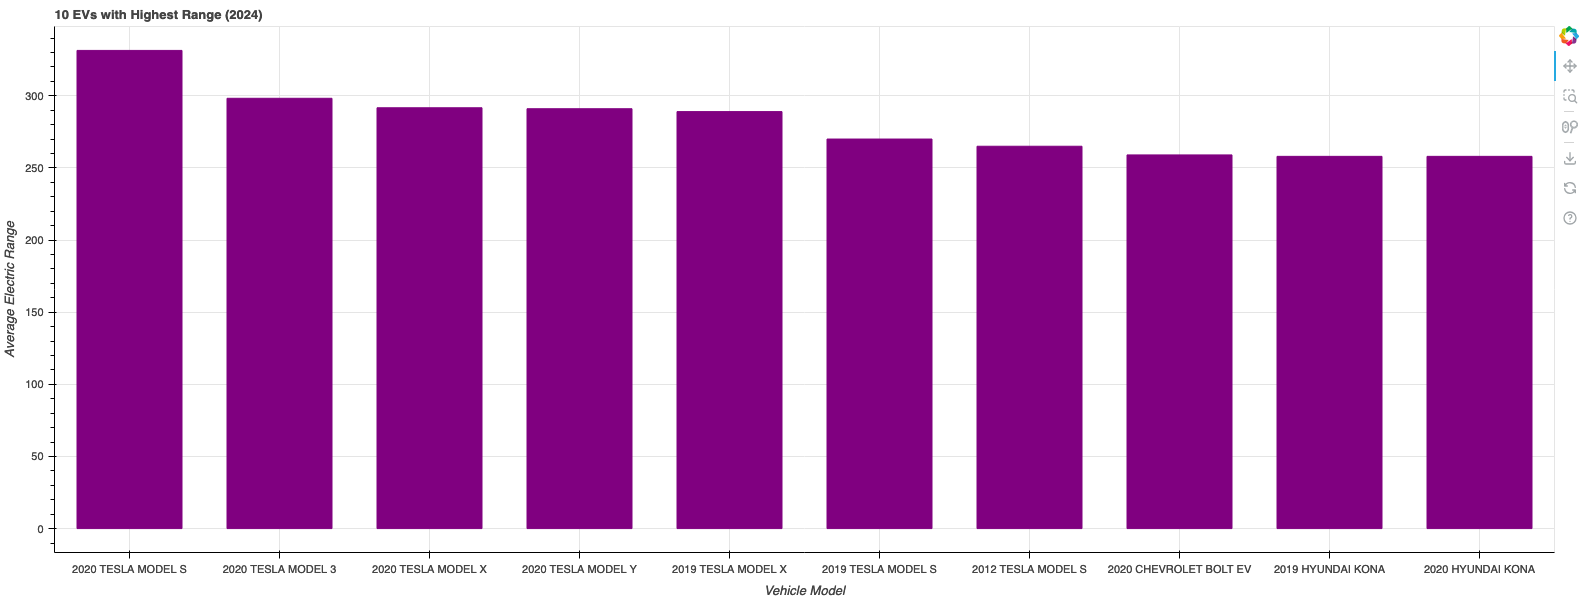 10 EVs with Highest Range (2024)
300
250
200
150
100
50
0
Average Electric Range
2020 TESLA MODEL S
2020 TESLA MODEL 3
2020 TESLA MODEL X
2020 TESLA MODEL Y
2019 TESLA MODEL X
2019 TESLA MODEL S
2012 TESLA MODEL S
2020 CHEVROLET BOLT EV
2019 HYUNDAI KONA
2020 HYUNDAI KONA
Vehicle Model